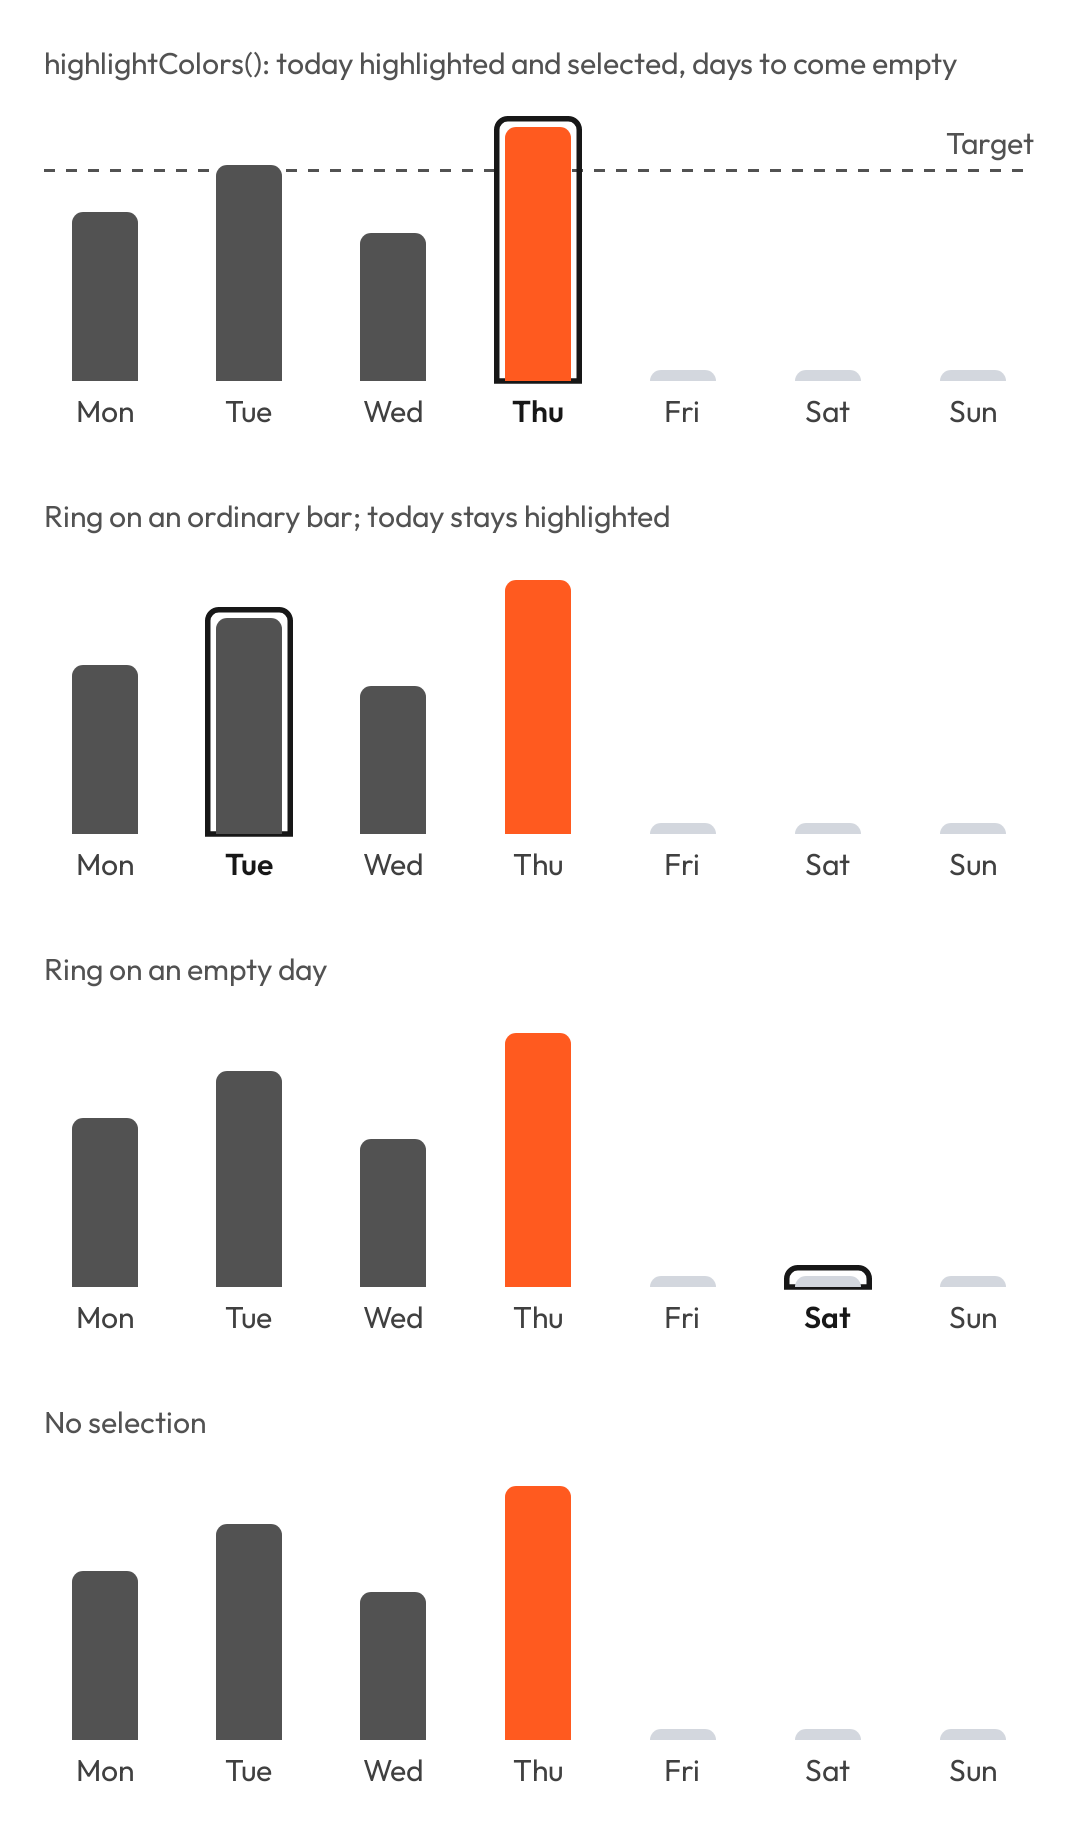 highlightColors(): today highlighted and selected, days to come empty
Target
Mon Tue Wed Thu Fri Sat Sun
Ring on an ordinary bar; today stays highlighted
Mon Tue Wed Thu Fri Sat Sun
Ring on an empty day
Mon Tue Wed Thu Fri Sat Sun
No selection
Mon Tue Wed Thu Fri Sat Sun